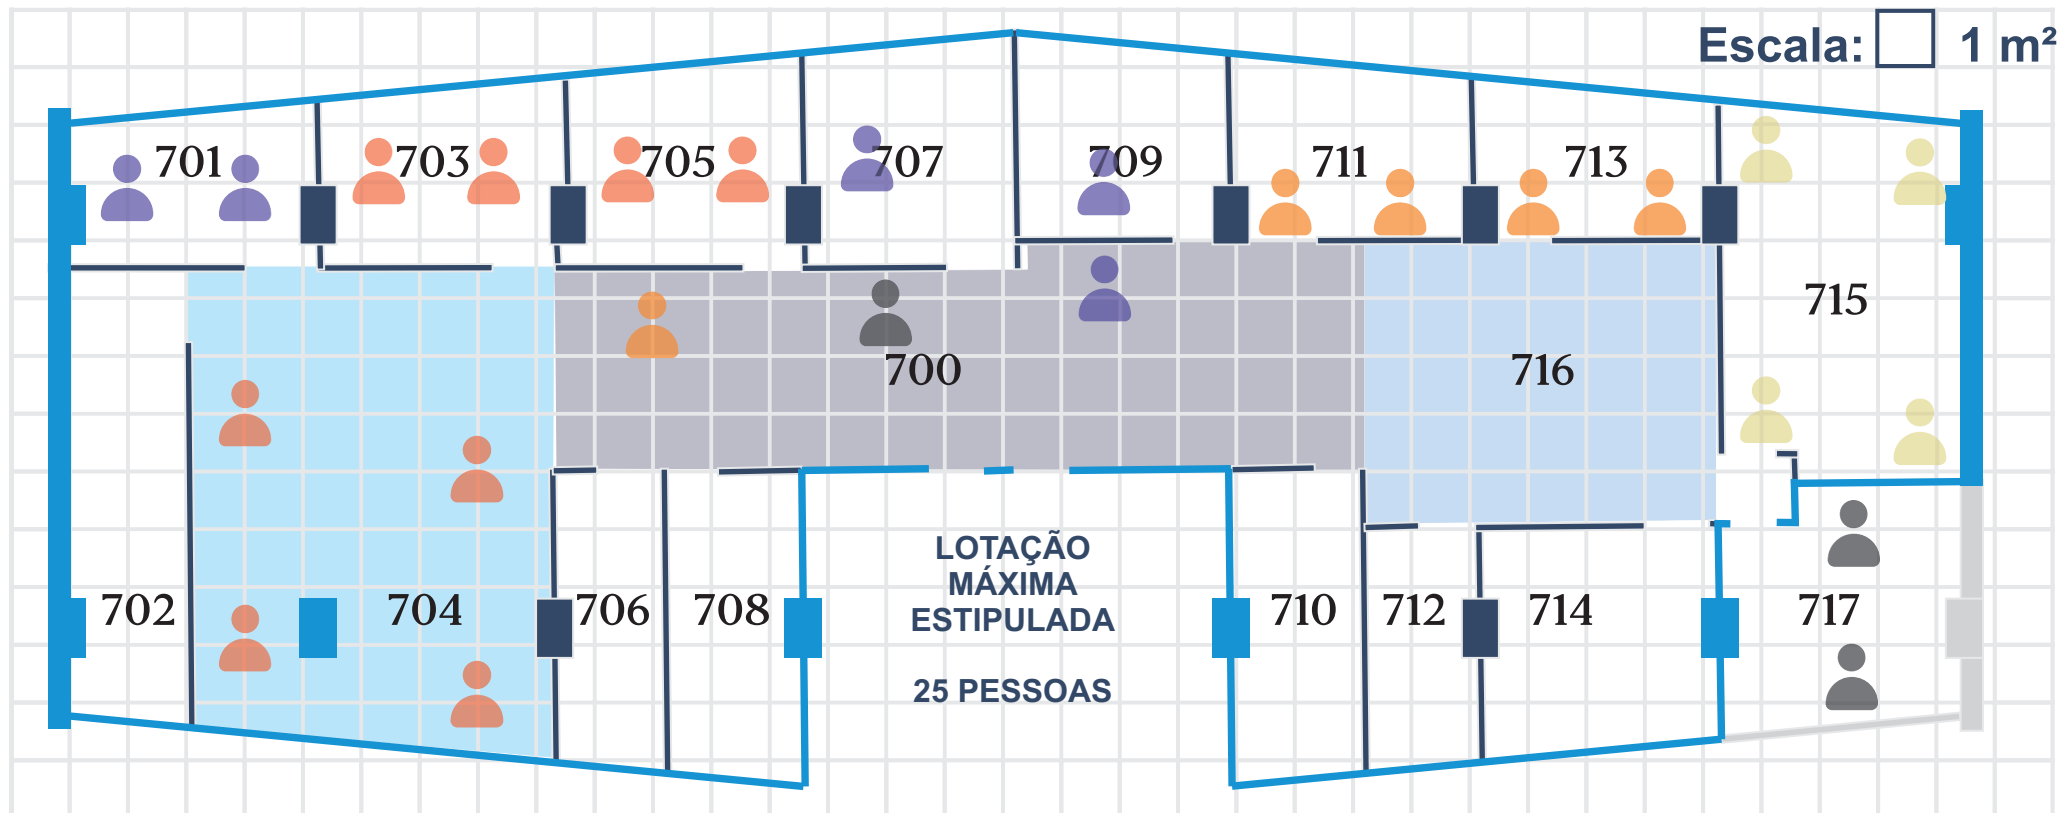 Escala: 1 m²
701 703 705 707 709 711 713
715
700 716
LOTAÇÃO
MÁXIMA
ESTIPULADA
25 PESSOAS
702 704 706 708 710 712 714 717